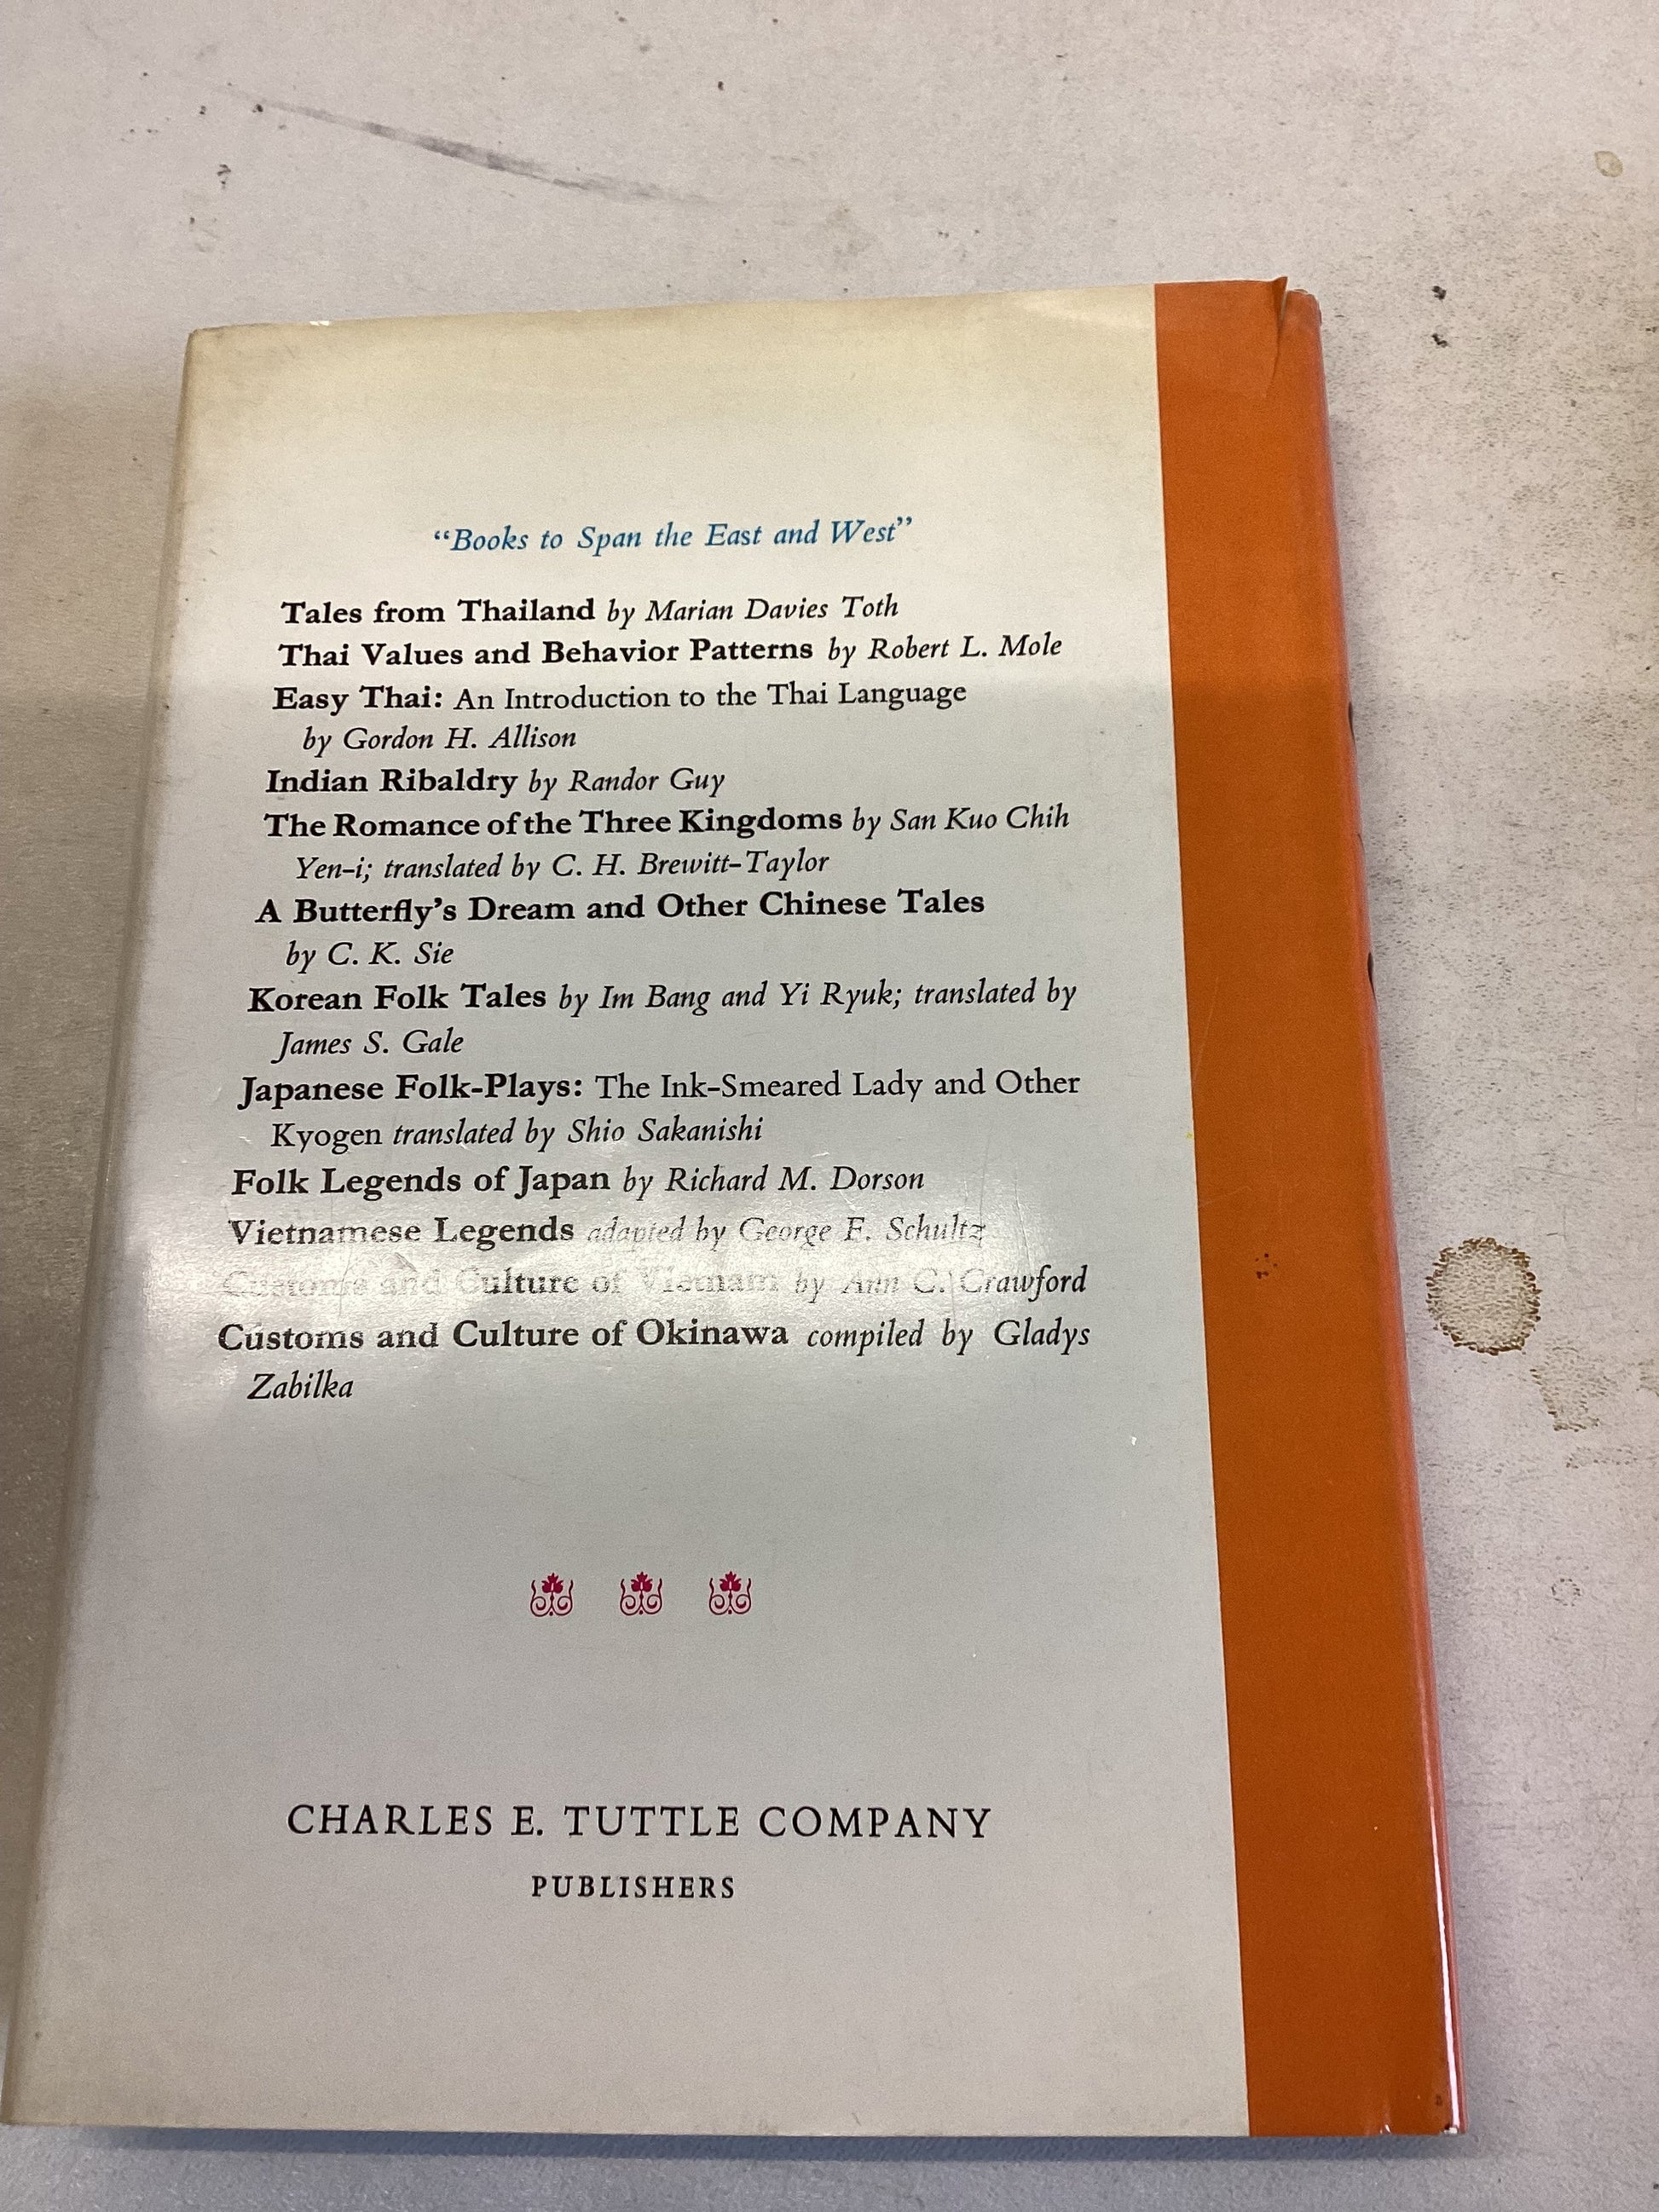 “Books to Span the East and West”
Tales from Thailand by Marian Davies Toth
Thai Values and Behavior Patterns by Robert L. Mole
Easy Thai: An Introduction to the Thai Language
by Gordon H. Allison
Indian Ribaldry by Randor Guy
The Romance of the Three Kingdoms by San Kuo Chih
Yen-i; translated by C. H. Brewitt-Taylor
A Butterfly’s Dream and Other Chinese Tales
by C. K. Sie
Korean Folk Tales by Im Bang and Yi Ryuk; translated by
James S. Gale
Japanese Folk-Plays: The Ink-Smeared Lady and Other
Kyogen translated by Shio Sakanishi
Folk Legends of Japan by Richard M. Dorson
Vietnamese Legends adapted by George F. Schultz
Customs and Culture of Vietnam by Ann C. Crawford
Customs and Culture of Okinawa compiled by Gladys
Zabilka
CHARLES E. TUTTLE COMPANY
PUBLISHERS